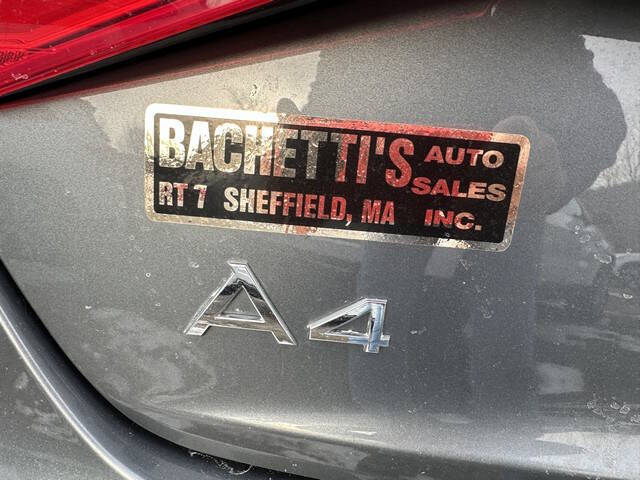 BACHETTI'S AUTO
SALES
RT 7 SHEFFIELD, MA INC.
A4